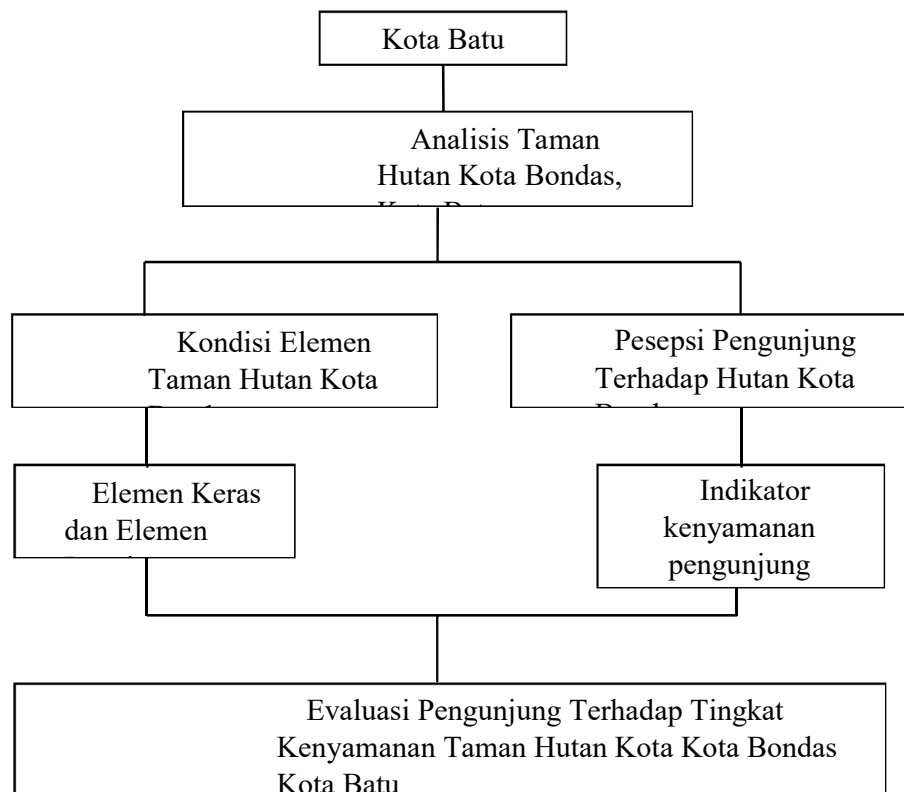 Kota Batu
Analisis Taman
Hutan Kota Bondas,
Kondisi Elemen
Taman Hutan Kota
Pesepsi Pengunjung
Terhadap Hutan Kota
Elemen Keras
dan Elemen
Indikator
kenyamanan
pengunjung
Evaluasi Pengunjung Terhadap Tingkat
Kenyamanan Taman Hutan Kota Kota Bondas
Kota Batu